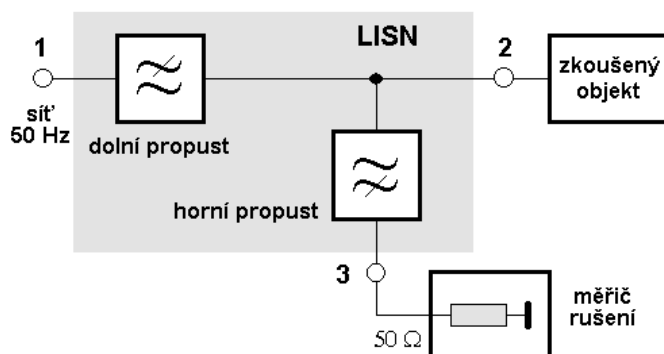 LISN
1
2
síť
50 Hz
dolní propust
zkoušený
objekt
horní propust
3
50 Ω
měřič
rušení